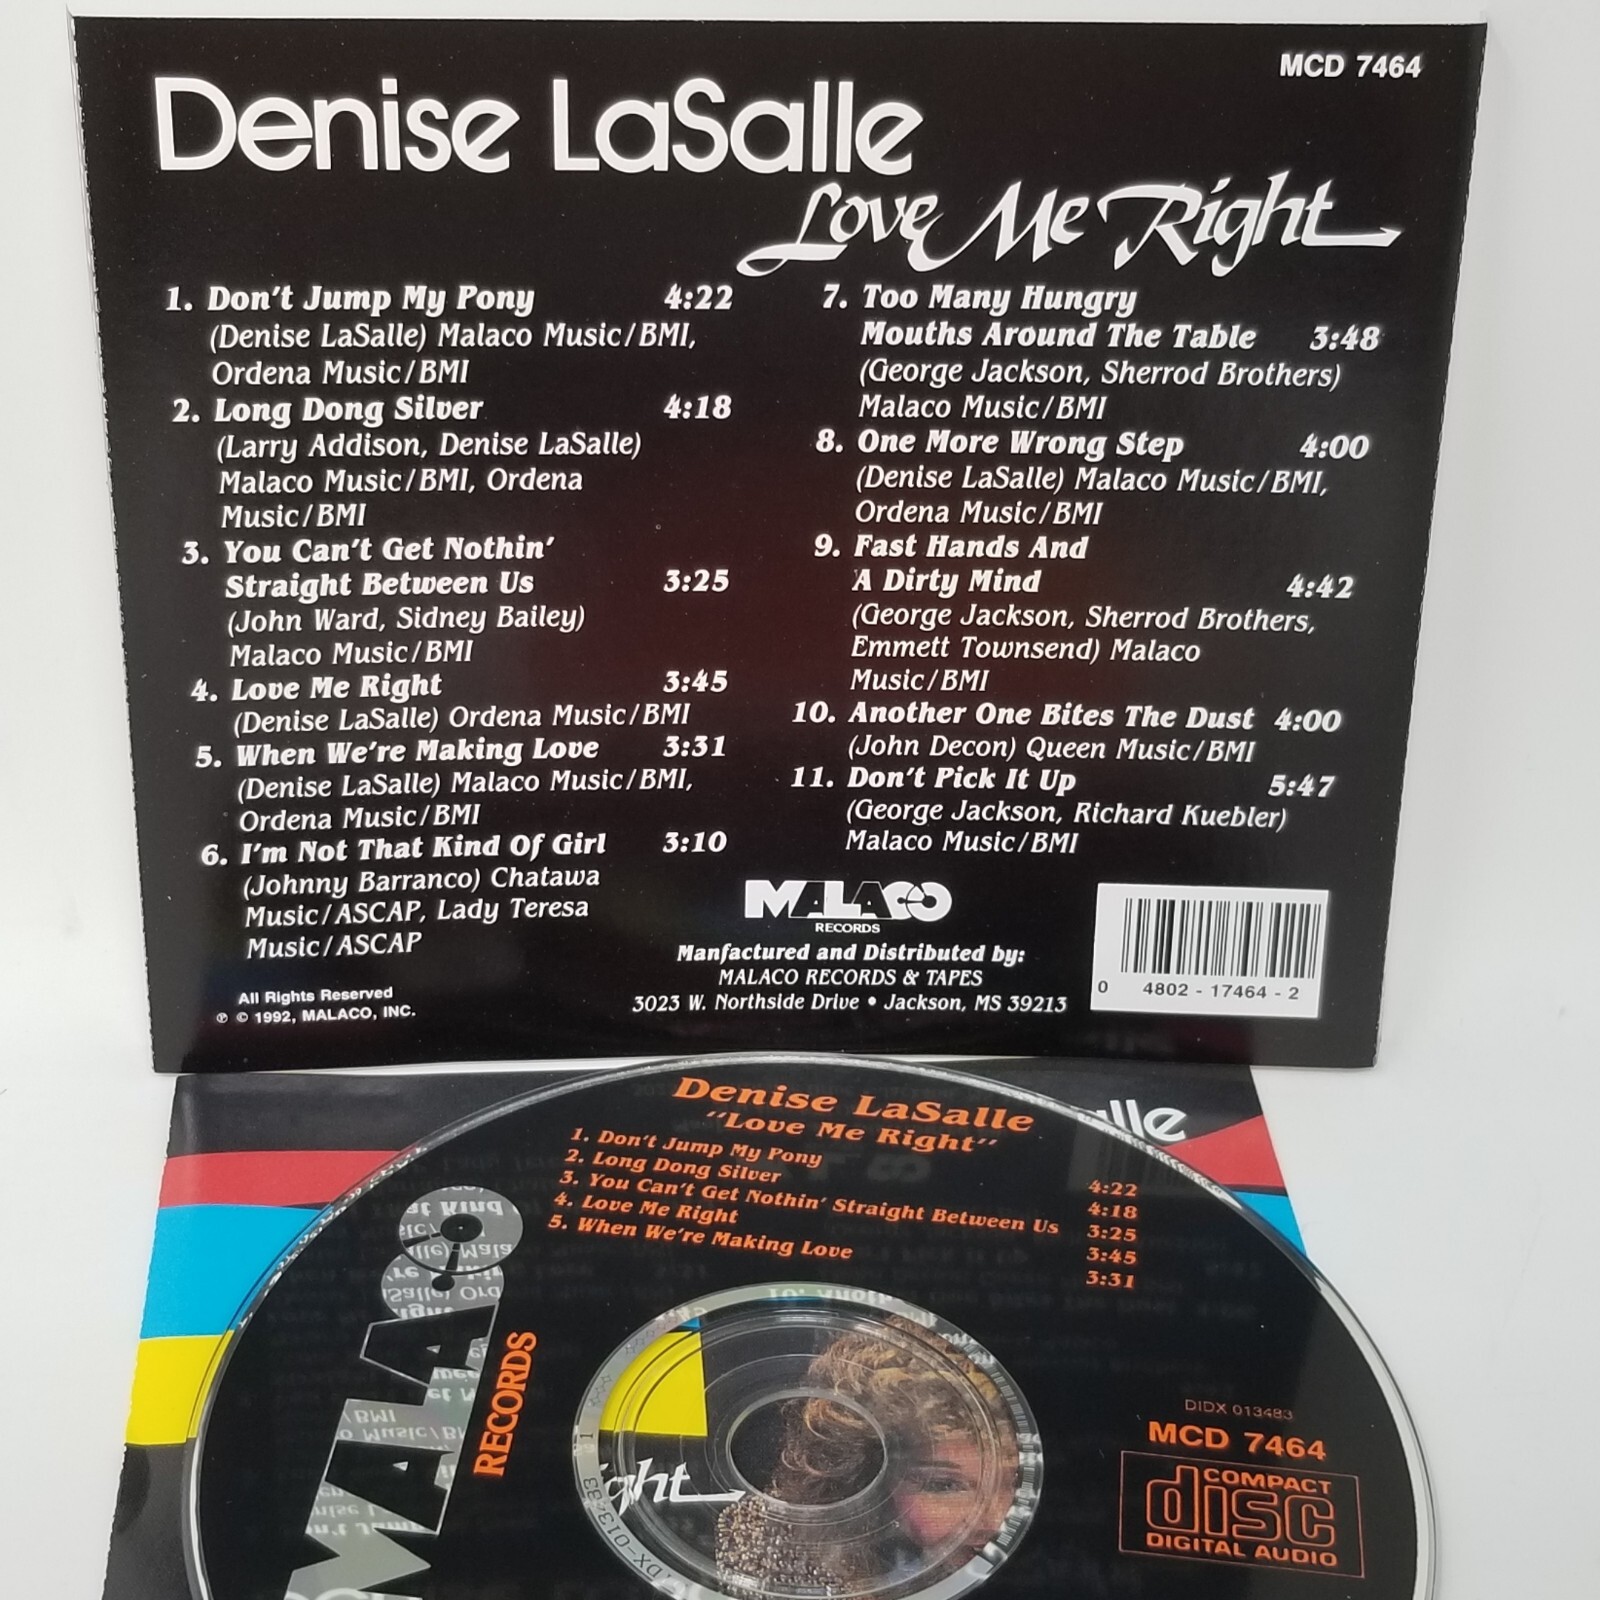 MCD 7464
Denise LaSalle
Love Me Right
1. Don't Jump My Pony 4:22
(Denise LaSalle) Malaco Music/BMI,
Ordena Music/BMI
2. Long Dong Silver 4:18
(Larry Addison, Denise LaSalle)
Malaco Music/BMI, Ordena
Music/BMI
3. You Can't Get Nothin'
Straight Between Us 3:25
(John Ward, Sidney Bailey)
Malaco Music/BMI
4. Love Me Right 3:45
(Denise LaSalle) Ordena Music/BMI
5. When We're Making Love 3:31
(Denise LaSalle) Malaco Music/BMI,
Ordena Music/BMI
6. I'm Not That Kind Of Girl 3:10
(Johnny Barranco) Chatawa
Music/ASCAP, Lady Teresa
Music/ASCAP
7. Too Many Hungry
Mouths Around The Table 3:48
(George Jackson, Sherrod Brothers)
Malaco Music/BMI
8. One More Wrong Step 4:00
(Denise LaSalle) Malaco Music/BMI,
Ordena Music/BMI
9. Fast Hands And
A Dirty Mind 4:42
(George Jackson, Sherrod Brothers,
Emmett Townsend) Malaco
Music/BMI
10. Another One Bites The Dust 4:00
(John Decon) Queen Music/BMI
11. Don't Pick It Up 5:47
(George Jackson, Richard Kuebler)
Malaco Music/BMI
All Rights Reserved
℗ © 1992, MALACO, INC.
MALACO
RECORDS
Manfactured and Distributed by:
MALACO RECORDS & TAPES
3023 W. Northside Drive • Jackson, MS 39213
0 4802 - 17464 - 2
Denise LaSalle
"Love Me Right"
1. Don't Jump My Pony 4:22
2. Long Dong Silver 4:18
3. You Can't Get Nothin' Straight Between Us 3:25
4. Love Me Right 3:45
5. When We're Making Love 3:31
MALACO
RECORDS
DIDX 013483
MCD 7464
COMPACT
disc
DIGITAL AUDIO